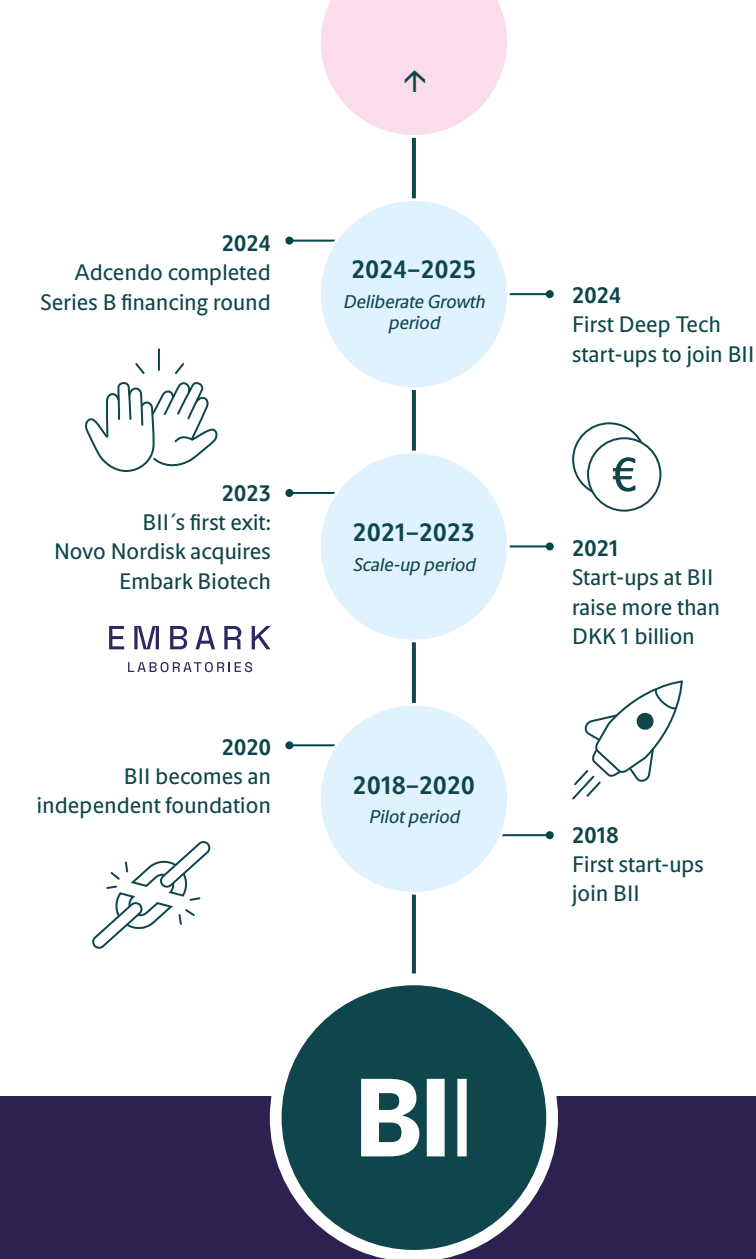 2024
Adcendo completed
Series B financing round
2024–2025
Deliberate Growth
period
2024
First Deep Tech
start-ups to join BII
€
2023
BII´s first exit:
Novo Nordisk acquires
Embark Biotech
EMBARK
LABORATORIES
2021–2023
Scale-up period
2021
Start-ups at BII
raise more than
DKK 1 billion
2020
BII becomes an
independent foundation
2018–2020
Pilot period
2018
First start-ups
join BII
BII